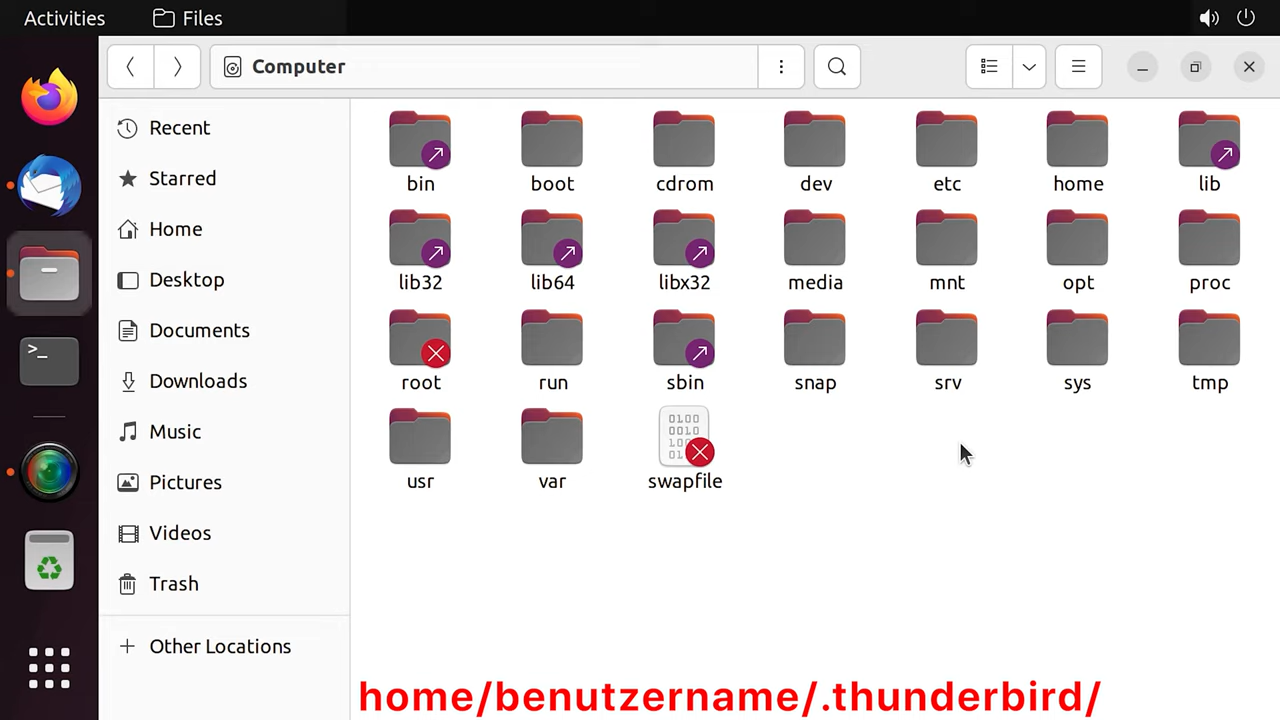 Activities
Files
Computer
Recent
Starred
Home
Desktop
Documents
Downloads
Music
Pictures
Videos
Trash
Other Locations
bin
boot
cdrom
dev
etc
home
lib
lib32
lib64
libx32
media
mnt
opt
proc
root
run
sbin
snap
srv
sys
tmp
usr
var
swapfile
home/benutzername/.thunderbird/